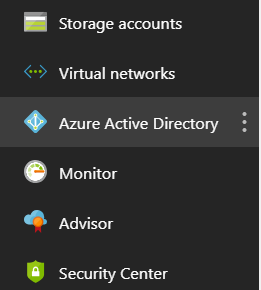 Storage accounts
Virtual networks
Azure Active Directory
Monitor
Advisor
Security Center